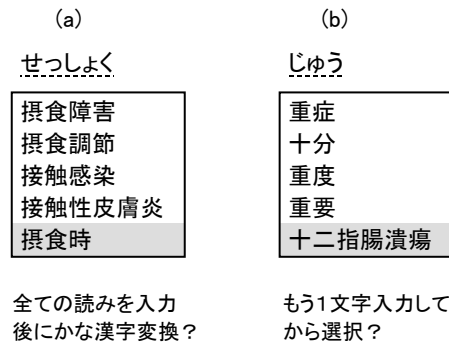 (a)
せっしょく
摂食障害
摂食調節
接触感染
接触性皮膚炎
摂食時
全ての読みを入力
後にかな漢字変換？
(b)
じゅう
重症
十分
重度
重要
十二指腸潰瘍
もう1文字入力して
から選択？